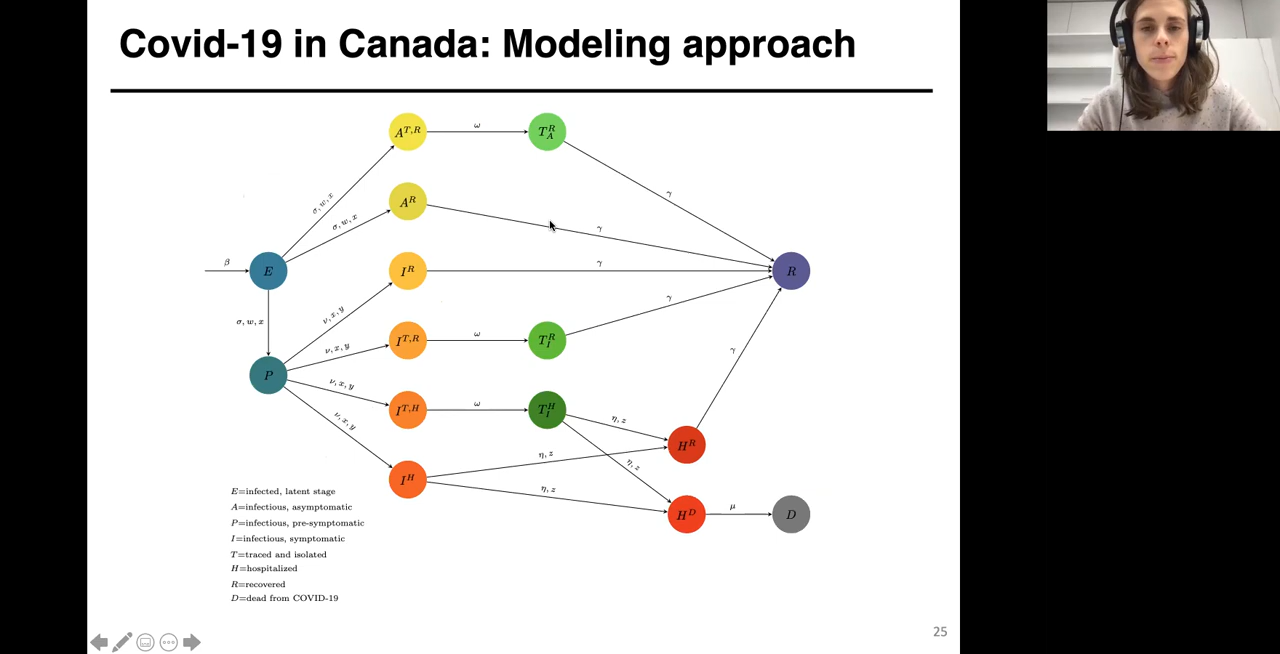 Covid-19 in Canada: Modeling approach
A^{T,R} ω T_A^R
σ, w, x
γ
A^R
σ, w, x
γ
β
E I^R γ R
σ, w, x
ν, x, y
γ
I^{T,R} ω T_I^R
ν, x, y
γ
P
ν, x, y
I^{T,H} ω T_I^H
ν, x, y
η, z
H^R
η, z
η, z
I^H
η, z
H^D μ D
E=infected, latent stage
A=infectious, asymptomatic
P=infectious, pre-symptomatic
I=infectious, symptomatic
T=traced and isolated
H=hospitalized
R=recovered
D=dead from COVID-19
25